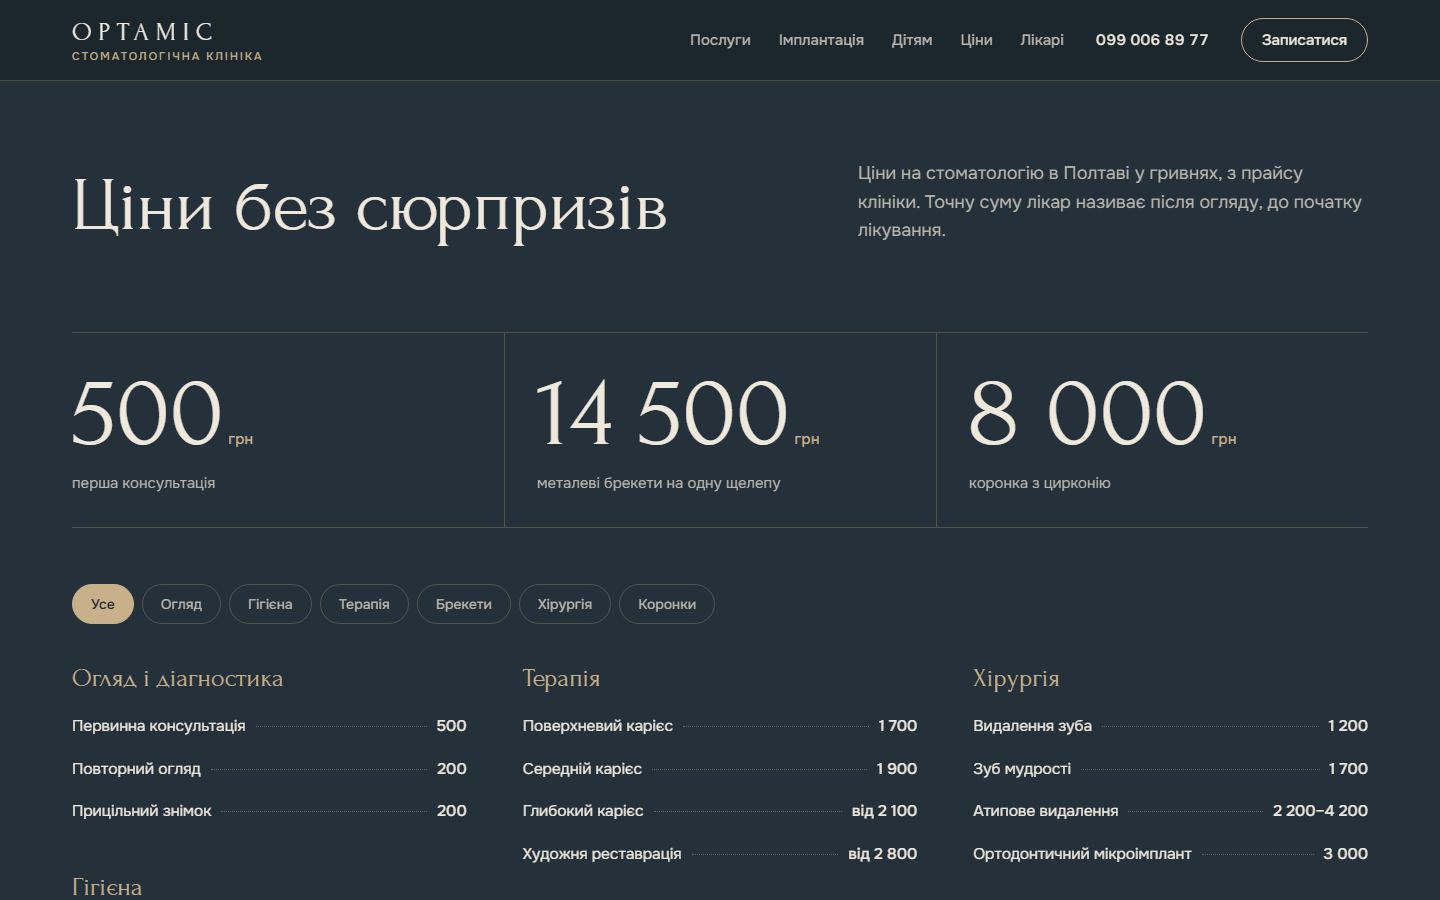 OPTAMIC
СТОМАТОЛОГІЧНА КЛІНІКА
Послуги
Імплантація
Дітям
Ціни
Лікарі
099 006 89 77
Записатися
Ціни без сюрпризів
Ціни на стоматологію в Полтаві у гривнях, з прайсу
клініки. Точну суму лікар називає після огляду, до початку
лікування.
500 грн
перша консультація
14 500 грн
металеві брекети на одну щелепу
8 000 грн
коронка з цирконію
Усе
Огляд
Гігієна
Терапія
Брекети
Хірургія
Коронки
Огляд і діагностика
Первинна консультація 500
Повторний огляд 200
Прицільний знімок 200
Гігієна
Терапія
Поверхневий карієс 1 700
Середній карієс 1 900
Глибокий карієс від 2 100
Художня реставрація від 2 800
Хірургія
Видалення зуба 1 200
Зуб мудрості 1 700
Атипове видалення 2 200–4 200
Ортодонтичний мікроімплант 3 000